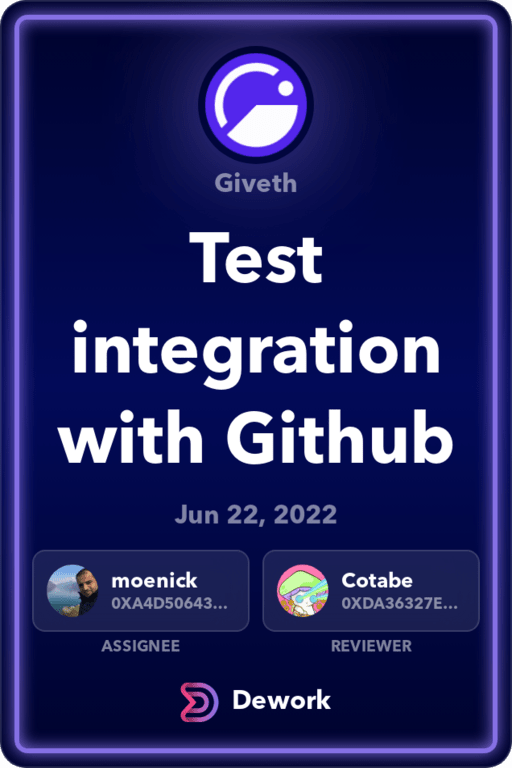 Giveth
Test
integration
with Github
Jun 22, 2022
moenick
0XA4D50643...
ASSIGNEE
Cotabe
0XDA36327E...
REVIEWER
Dework